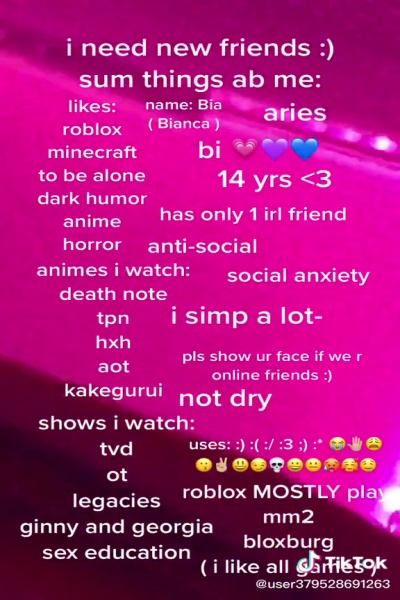 i need new friends :)
sum things ab me:
likes:
roblox
minecraft
to be alone
dark humor
anime
horror
animes i watch:
death note
tpn
hxh
aot
kakegurui
shows i watch:
tvd
ot
legacies
ginny and georgia
sex education
name: Bia
( Bianca )
aries
bi 💗💜💙
14 yrs <3
has only 1 irl friend
anti-social
social anxiety
i simp a lot-
pls show ur face if we r
online friends :)
not dry
uses: :) :( :/ :3 ;) :* 😭🤚🏼😩
🙂✌🏼😃😏💀😀😐🥵🥰☺️
roblox MOSTLY play
mm2
bloxburg
( i like all games )
TikTok
@user379528691263